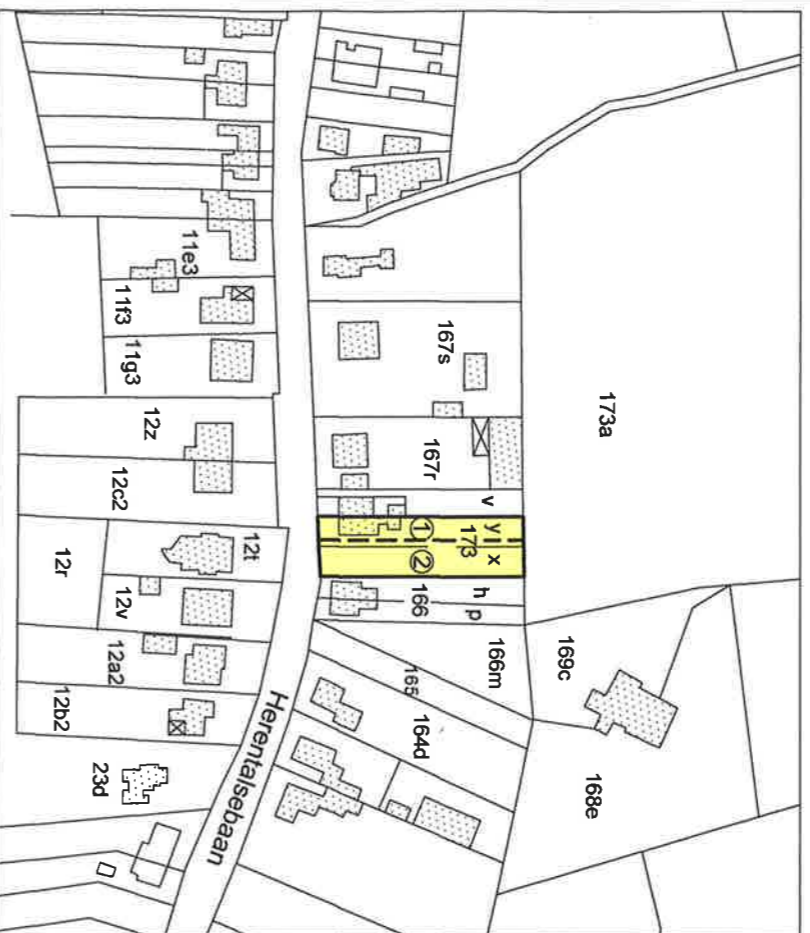 11e3
11f3
11g3
12z
12c2
12t
12r
12v
12a2
12b2
23d
Herentalsebaan
173a
167s
167r
v
y
173
x
①
②
h
166
p
166m
165
164d
169c
168e